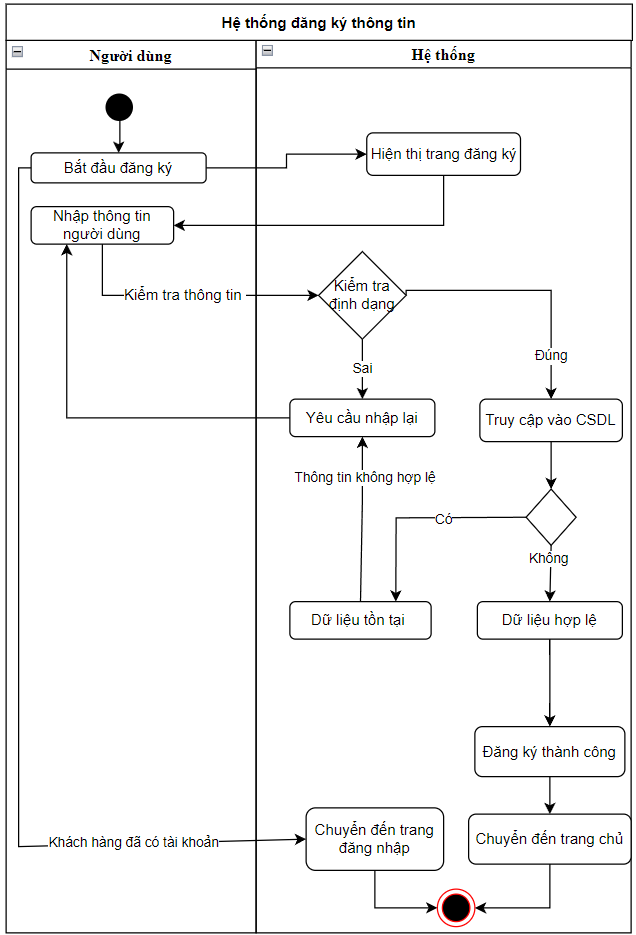 Hệ thống đăng ký thông tin
Người dùng
Hệ thống
Bắt đầu đăng ký
Hiện thị trang đăng ký
Nhập thông tin
người dùng
Kiểm tra thông tin
Kiểm tra
định dạng
Sai
Đúng
Yêu cầu nhập lại
Truy cập vào CSDL
Thông tin không hợp lệ
Có
Không
Dữ liệu tồn tại
Dữ liệu hợp lệ
Đăng ký thành công
Khách hàng đã có tài khoản
Chuyển đến trang
đăng nhập
Chuyển đến trang chủ